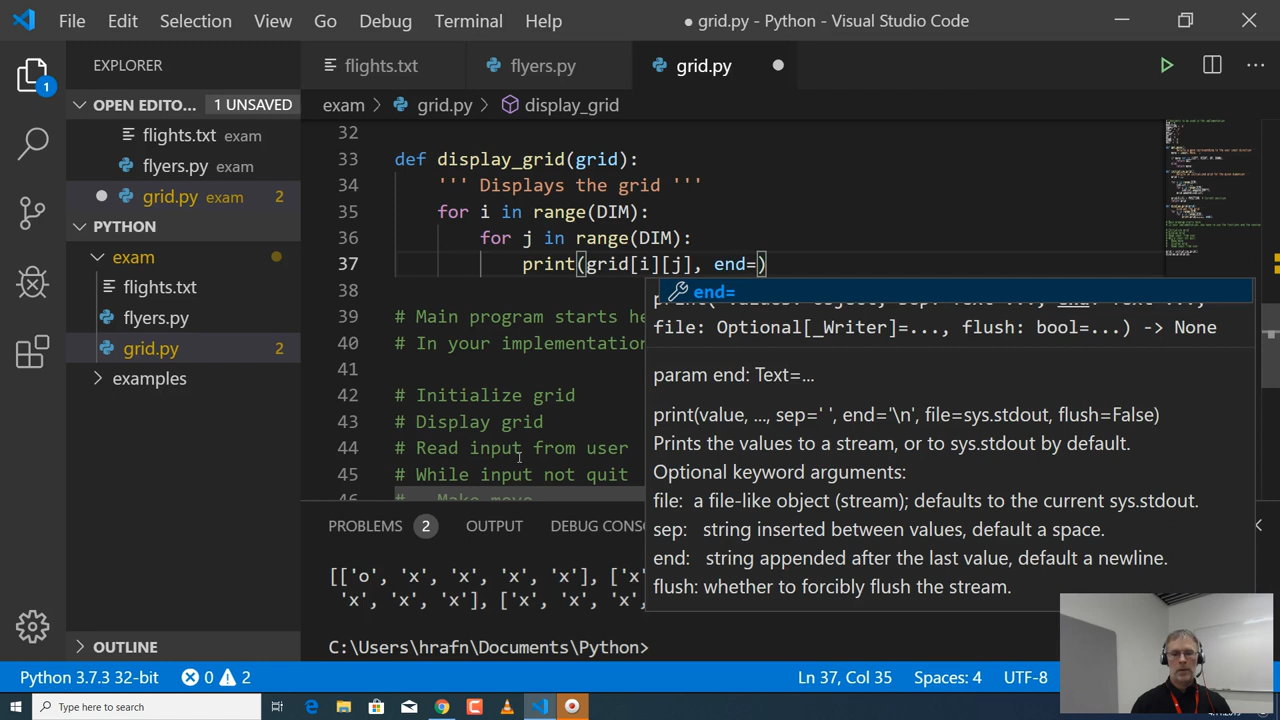 File Edit Selection View Go Debug Terminal Help ● grid.py - Python - Visual Studio Code
EXPLORER
flights.txt flyers.py grid.py
OPEN EDITO... 1 UNSAVED
exam > grid.py > display_grid
flights.txt exam
flyers.py exam
grid.py exam 2
PYTHON
exam
flights.txt
flyers.py
grid.py 2
examples
OUTLINE
32
33 def display_grid(grid):
34 ''' Displays the grid '''
35 for i in range(DIM):
36 for j in range(DIM):
37 print(grid[i][j], end=)
38
39 # Main program starts he
40 # In your implementation
41
42 # Initialize grid
43 # Display grid
44 # Read input from user
45 # While input not quit
46 # Make move
end=
file: Optional[_Writer]=..., flush: bool=...) -> None
param end: Text=...
print(value, ..., sep=' ', end='\n', file=sys.stdout, flush=False)
Prints the values to a stream, or to sys.stdout by default.
Optional keyword arguments:
file: a file-like object (stream); defaults to the current sys.stdout.
sep: string inserted between values, default a space.
end: string appended after the last value, default a newline.
flush: whether to forcibly flush the stream.
PROBLEMS 2 OUTPUT DEBUG CONS
[['o', 'x', 'x', 'x', 'x'], ['x'
'x', 'x', 'x'], ['x', 'x', 'x',
C:\Users\hrafn\Documents\Python>
1
Python 3.7.3 32-bit 0 2 Ln 37, Col 35 Spaces: 4 UTF-8
Type here to search